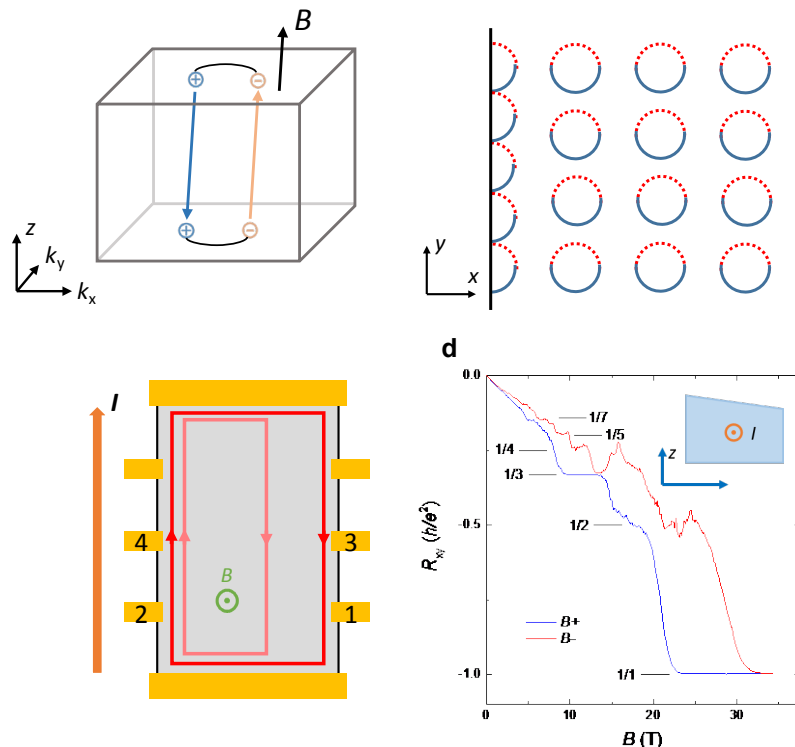 B
+
−
+
−
z
k_y
k_x
y
x
I
4
3
B
2
1
d
0.0
-0.5
-1.0
R_xy (h/e²)
1/7
1/5
1/4
1/3
1/2
1/1
I
z
B+
B−
0
10
20
30
B (T)